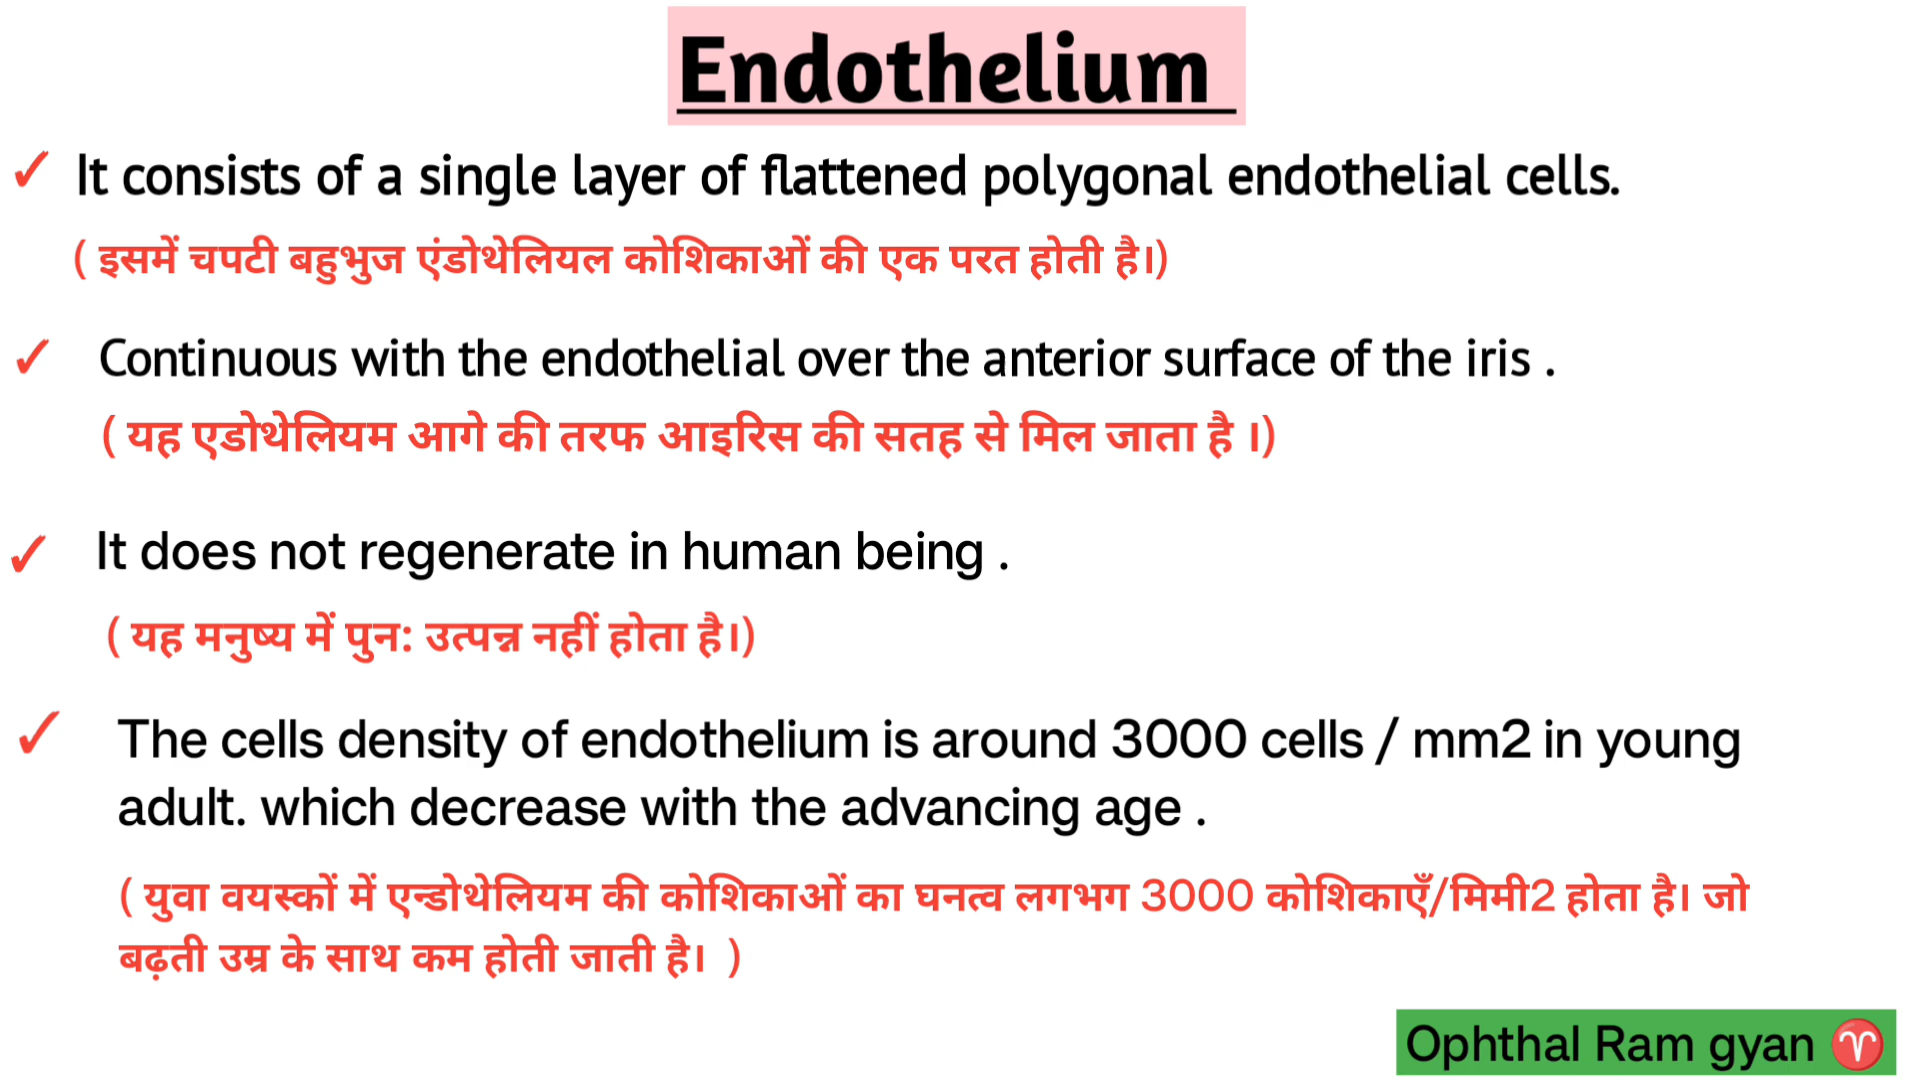 Endothelium
✓ It consists of a single layer of flattened polygonal endothelial cells.
( इसमें चपटी बहुभुज एंडोथेलियल कोशिकाओं की एक परत होती है।)
✓ Continuous with the endothelial over the anterior surface of the iris .
( यह एडोथेलियम आगे की तरफ आइरिस की सतह से मिल जाता है ।)
✓ It does not regenerate in human being .
( यह मनुष्य में पुन: उत्पन्न नहीं होता है।)
✓ The cells density of endothelium is around 3000 cells / mm2 in young
adult. which decrease with the advancing age .
( युवा वयस्कों में एन्डोथेलियम की कोशिकाओं का घनत्व लगभग 3000 कोशिकाएँ/मिमी2 होता है। जो
बढ़ती उम्र के साथ कम होती जाती है। )
Ophthal Ram gyan ♈